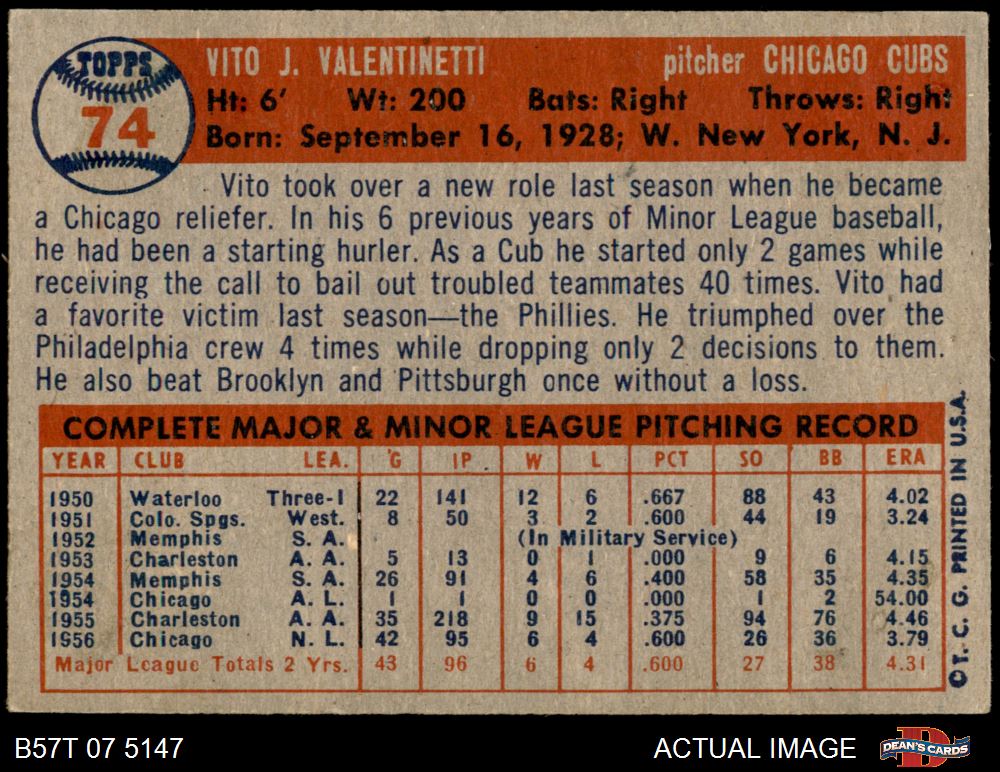 TOPPS
74
VITO J. VALENTINETTI pitcher CHICAGO CUBS
Ht: 6' Wt: 200 Bats: Right Throws: Right
Born: September 16, 1928; W. New York, N. J.
Vito took over a new role last season when he became
a Chicago reliefer. In his 6 previous years of Minor League baseball,
he had been a starting hurler. As a Cub he started only 2 games while
receiving the call to bail out troubled teammates 40 times. Vito had
a favorite victim last season—the Phillies. He triumphed over the
Philadelphia crew 4 times while dropping only 2 decisions to them.
He also beat Brooklyn and Pittsburgh once without a loss.
COMPLETE MAJOR & MINOR LEAGUE PITCHING RECORD
YEAR CLUB LEA. G IP W L PCT SO BB ERA
1950 Waterloo Three-I 22 141 12 6 .667 88 43 4.02
1951 Colo. Spgs. West. 8 50 3 2 .600 44 19 3.24
1952 Memphis S. A. (In Military Service)
1953 Charleston A. A. 5 13 0 1 .000 9 6 4.15
1954 Memphis S. A. 26 91 4 6 .400 58 35 4.35
1954 Chicago A. L. 1 1 0 0 .000 1 2 54.00
1955 Charleston A. A. 35 218 9 15 .375 94 76 4.46
1956 Chicago N. L. 42 95 6 4 .600 26 36 3.79
Major League Totals 2 Yrs. 43 96 6 4 .600 27 38 4.31
© T. C. G. PRINTED IN U.S.A.
B57T 07 5147 ACTUAL IMAGE DEAN'S CARDS